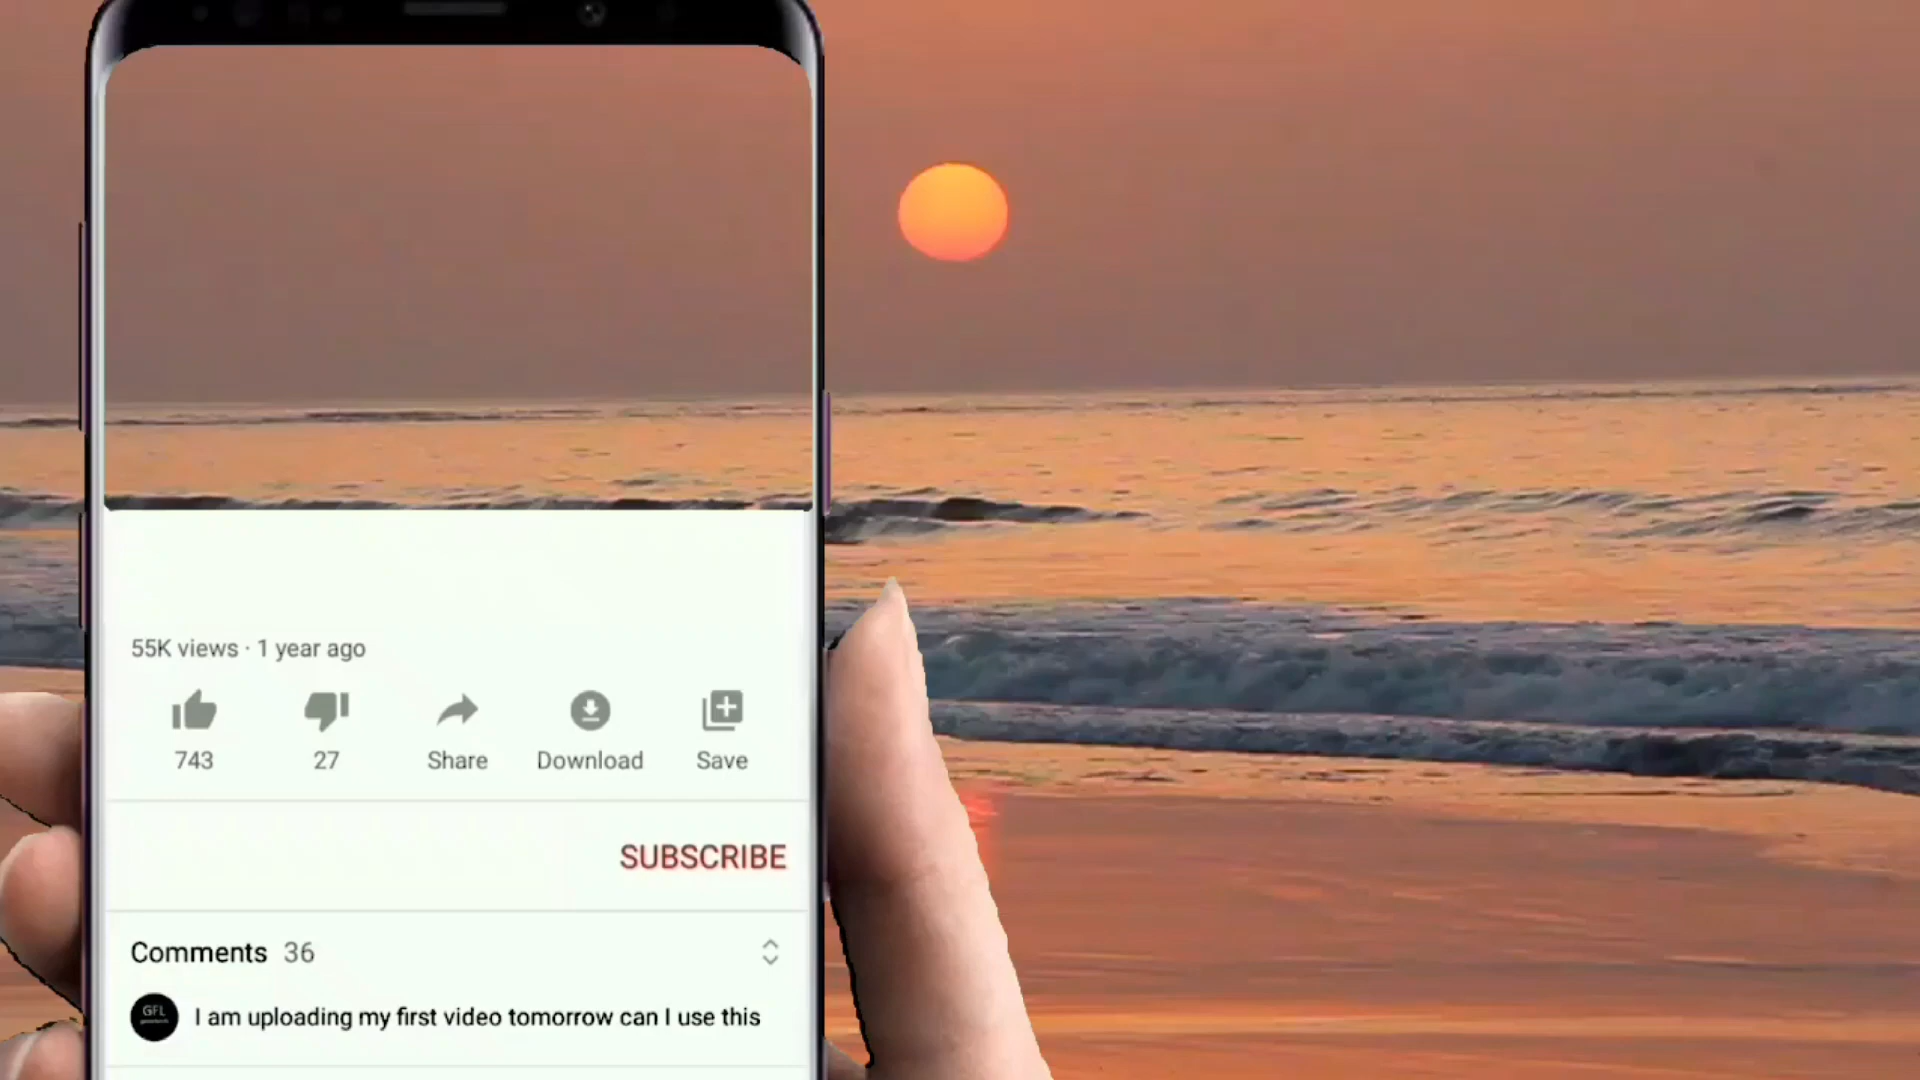 55K views · 1 year ago
743
27
Share
Download
Save
SUBSCRIBE
Comments 36
GFL
I am uploading my first video tomorrow can I use this